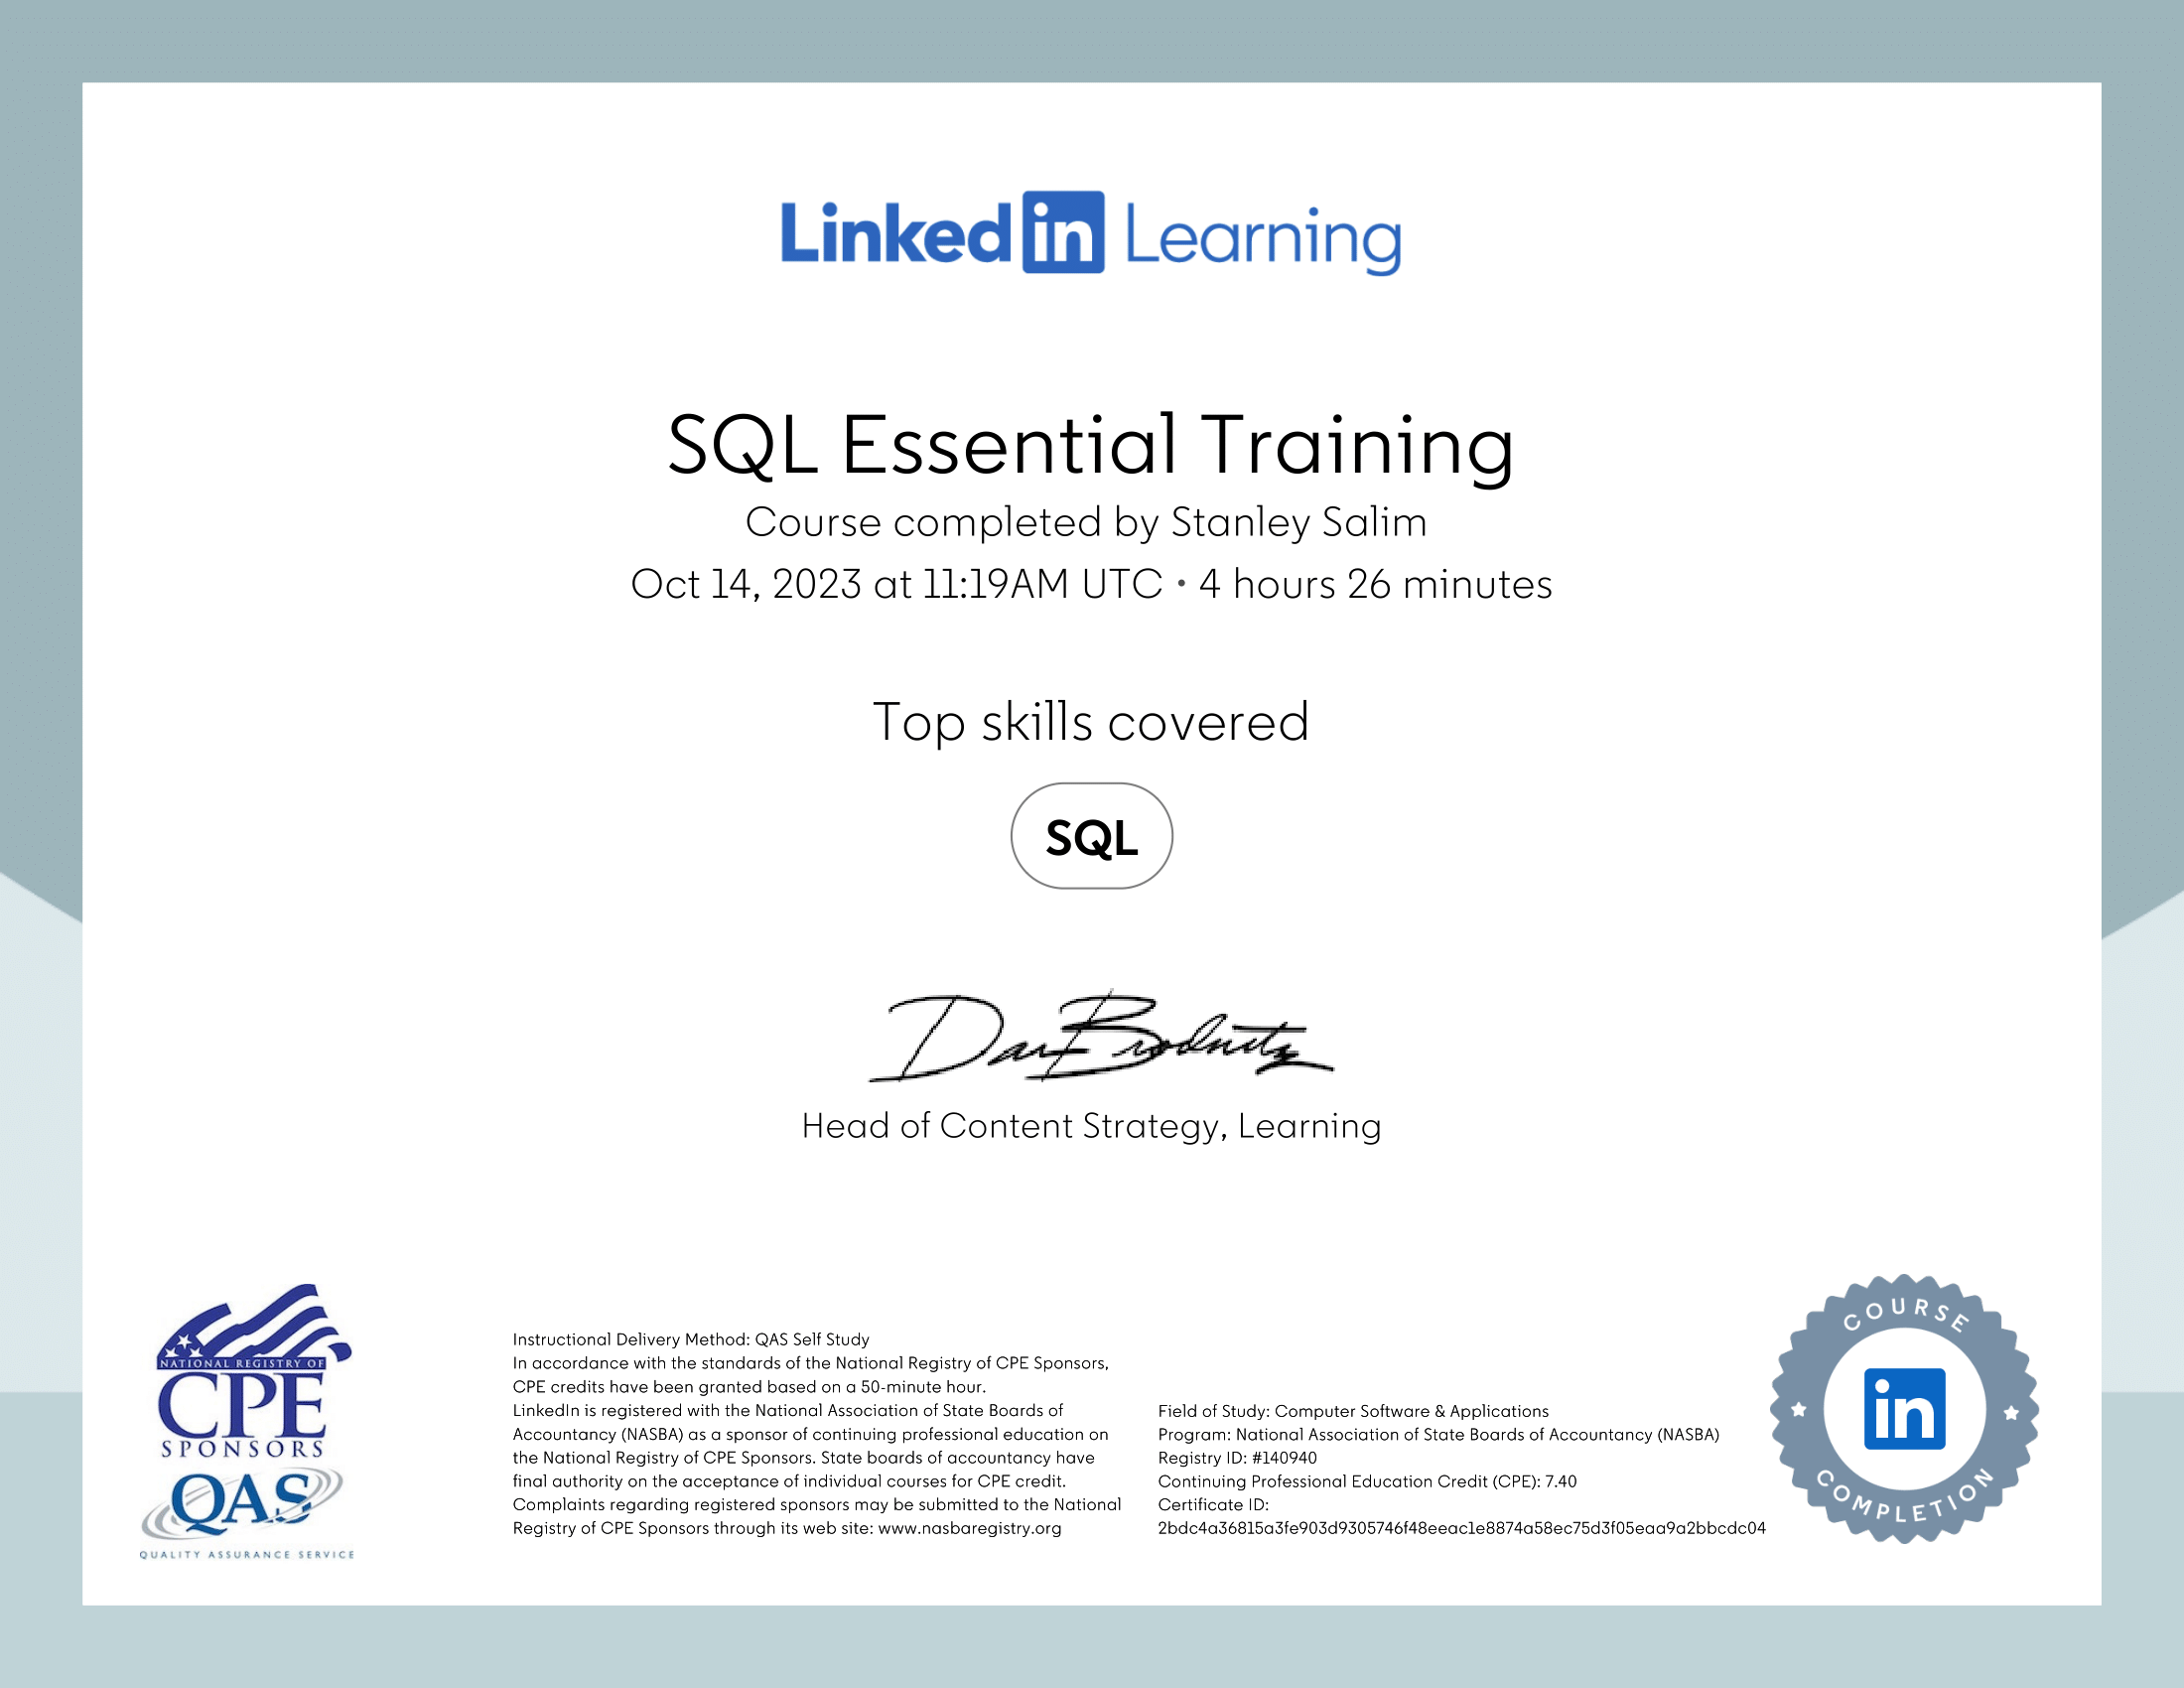 LinkedIn Learning
SQL Essential Training
Course completed by Stanley Salim
Oct 14, 2023 at 11:19AM UTC • 4 hours 26 minutes
Top skills covered
SQL
Dan Brodnitz
Head of Content Strategy, Learning
NATIONAL REGISTRY OF
CPE
SPONSORS
QAS
QUALITY ASSURANCE SERVICE
Instructional Delivery Method: QAS Self Study
In accordance with the standards of the National Registry of CPE Sponsors,
CPE credits have been granted based on a 50-minute hour.
LinkedIn is registered with the National Association of State Boards of
Accountancy (NASBA) as a sponsor of continuing professional education on
the National Registry of CPE Sponsors. State boards of accountancy have
final authority on the acceptance of individual courses for CPE credit.
Complaints regarding registered sponsors may be submitted to the National
Registry of CPE Sponsors through its web site: www.nasbaregistry.org
Field of Study: Computer Software & Applications
Program: National Association of State Boards of Accountancy (NASBA)
Registry ID: #140940
Continuing Professional Education Credit (CPE): 7.40
Certificate ID:
2bdc4a36815a3fe903d9305746f48eeac1e8874a58ec75d3f05eaa9a2bbcdc04
COURSE
in
COMPLETION